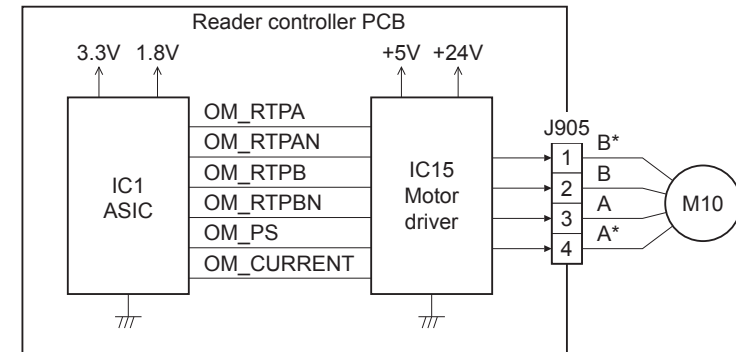 Reader controller PCB
3.3V 1.8V
+5V +24V
OM_RTPA
OM_RTPAN
OM_RTPB
OM_RTPBN
OM_PS
OM_CURRENT
IC1
ASIC
IC15
Motor
driver
J905
1 B*
2 B
3 A
4 A*
M10